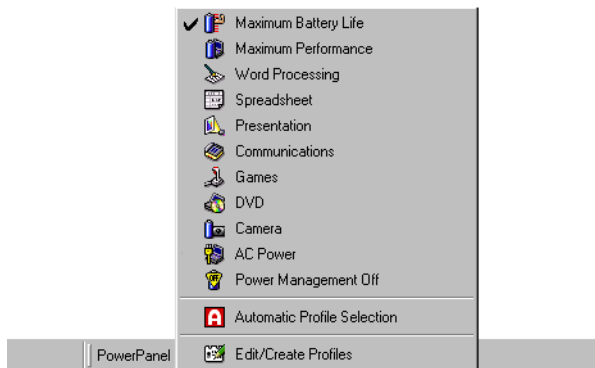 Maximum Battery Life
Maximum Performance
Word Processing
Spreadsheet
Presentation
Communications
Games
DVD
Camera
AC Power
Power Management Off
Automatic Profile Selection
PowerPanel
Edit/Create Profiles